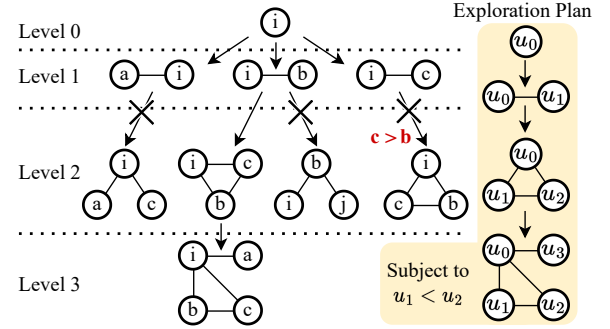 Exploration Plan
Level 0
i
u₀
Level 1
a i
i b
i c
u₀ u₁
c > b
Level 2
i
a c
i c
b
b
i j
i
c b
u₀
u₁ u₂
Level 3
i a
b c
Subject to
u₁ < u₂
u₀ u₃
u₁ u₂